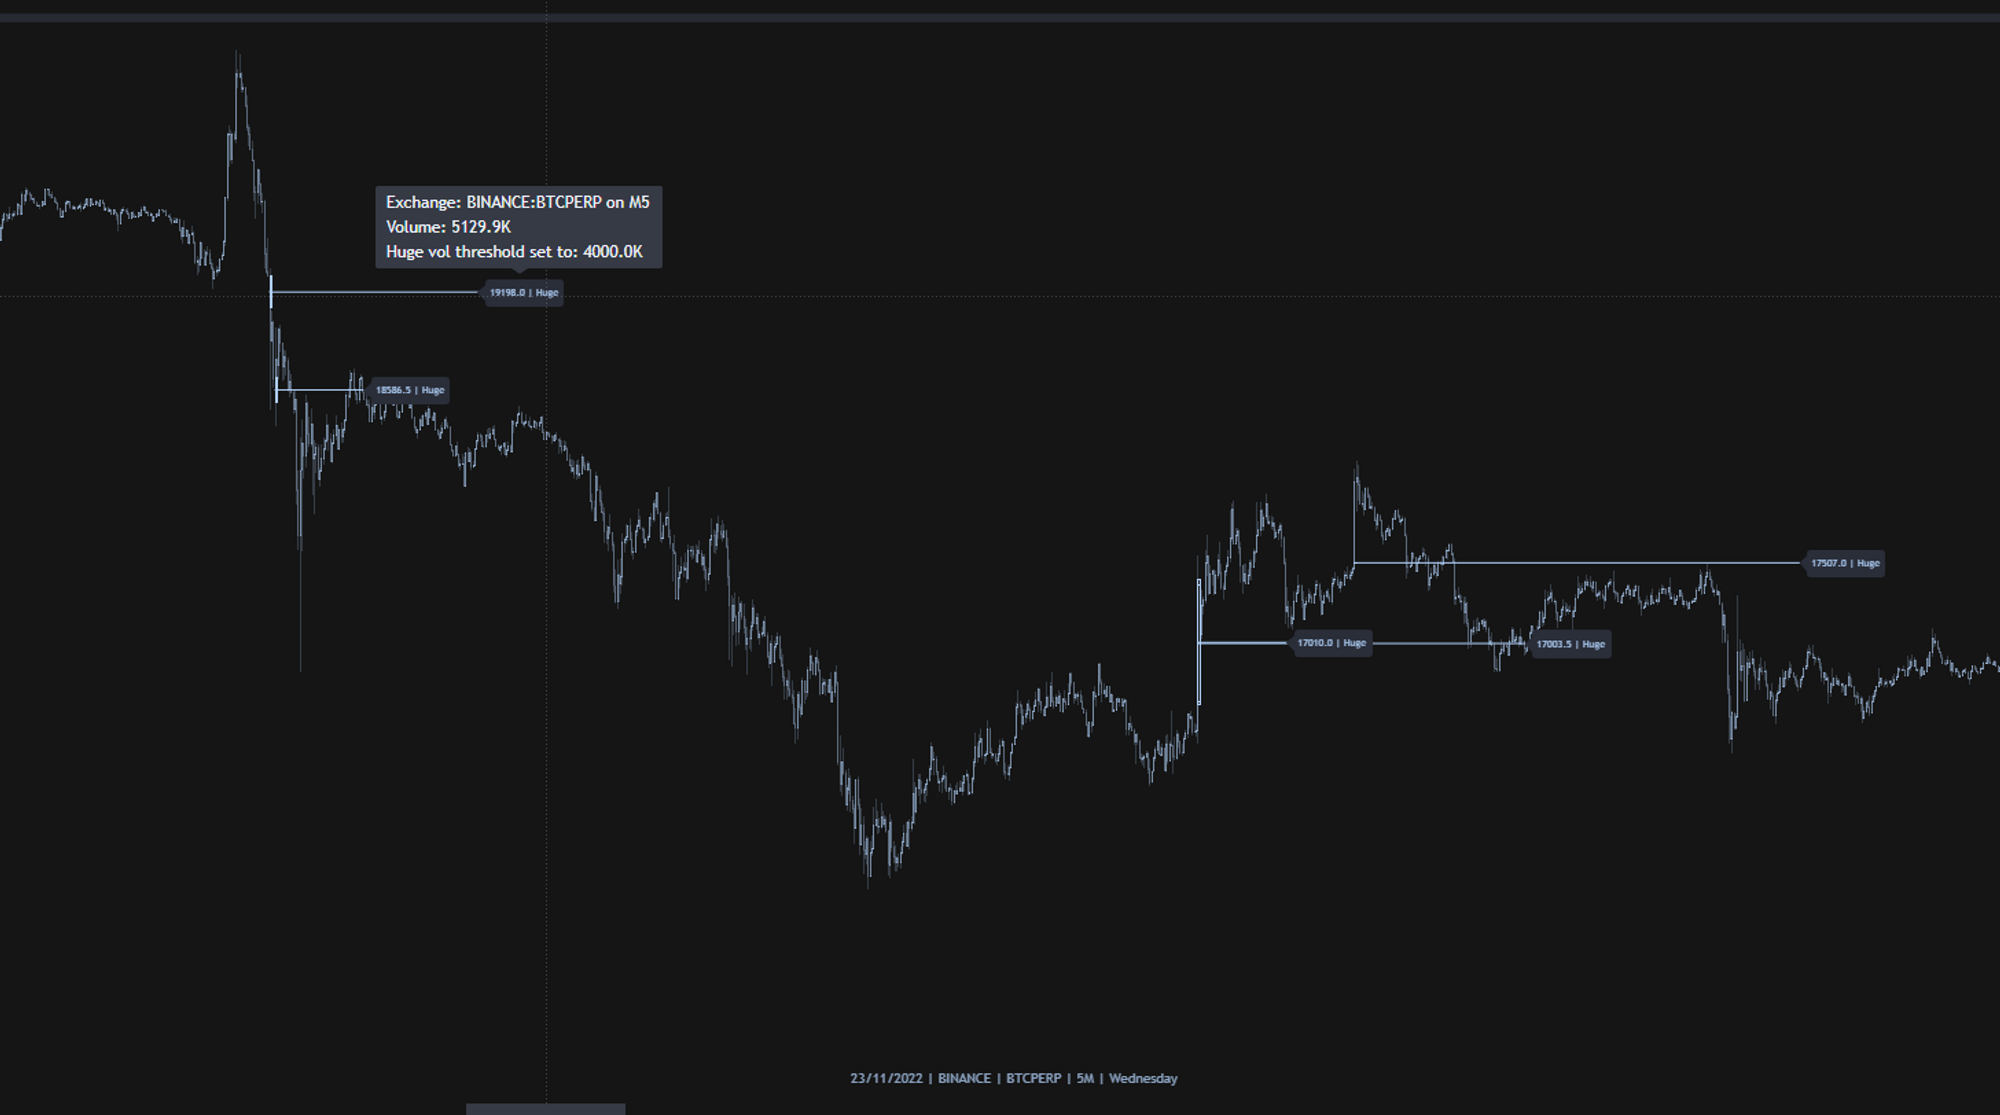 Exchange: BINANCE:BTCPERP on M5
Volume: 5129.9K
Huge vol threshold set to: 4000.0K
19198.0 | Huge
18586.5 | Huge
17507.0 | Huge
17010.0 | Huge
17003.5 | Huge
23/11/2022 | BINANCE | BTCPERP | 5M | Wednesday